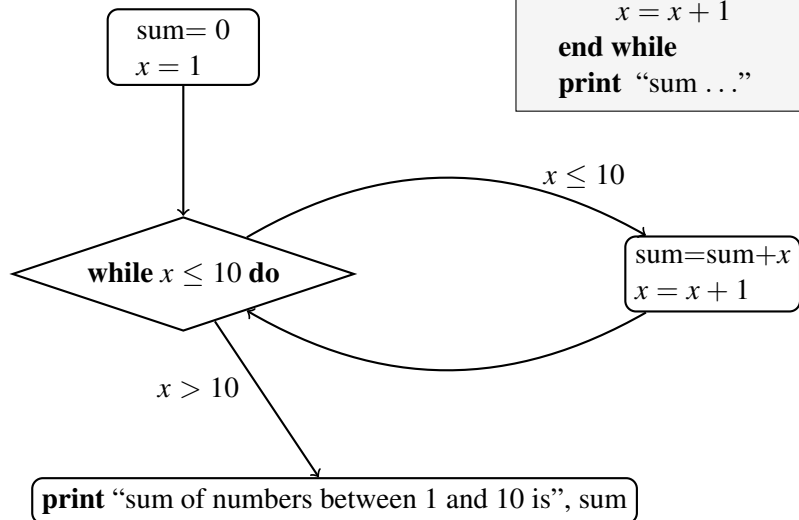 sum= 0
x = 1
x = x + 1
end while
print “sum . . .”
x ≤ 10
while x ≤ 10 do
sum=sum+x
x = x + 1
x > 10
print “sum of numbers between 1 and 10 is”, sum